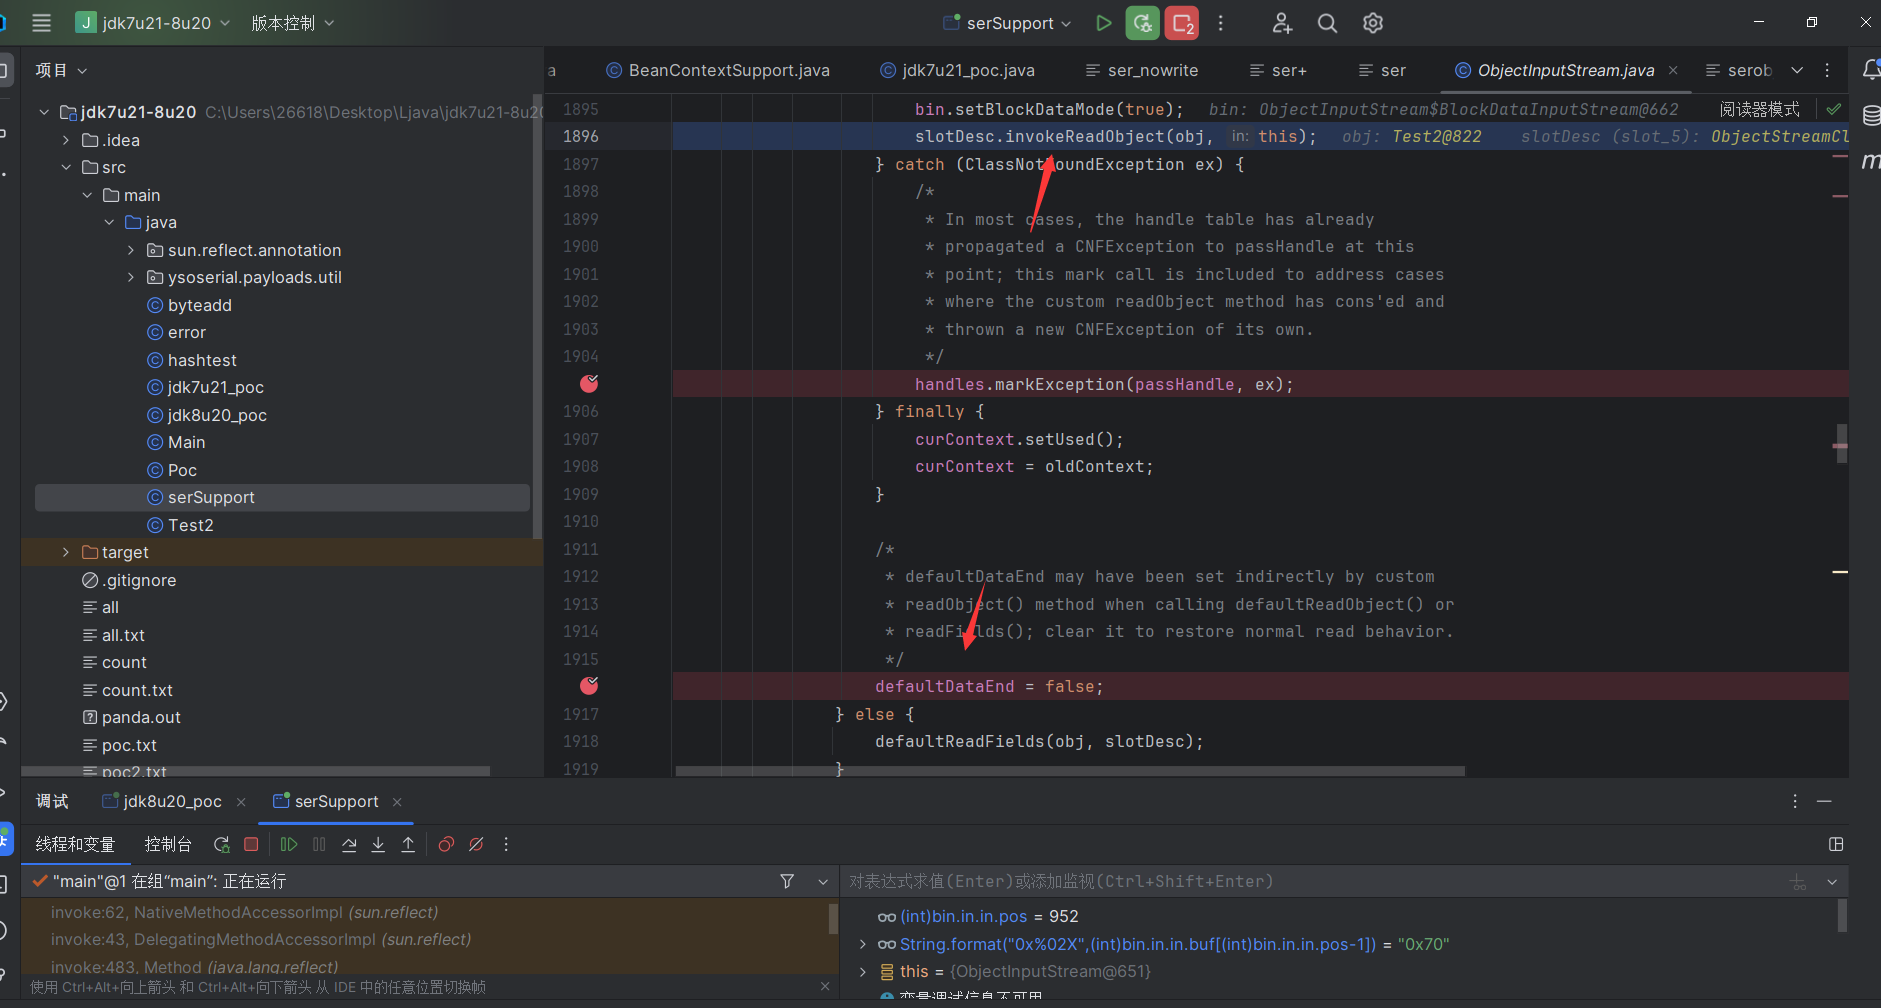 J jdk7u21-8u20 版本控制 serSupport 2
项目
a BeanContextSupport.java jdk7u21_poc.java ser_nowrite ser+ ser ObjectInputStream.java serob
jdk7u21-8u20 C:\Users\26618\Desktop\Ljava\jdk7u21-8u20
.idea
src
main
java
sun.reflect.annotation
ysoserial.payloads.util
byteadd
error
hashtest
jdk7u21_poc
jdk8u20_poc
Main
Poc
serSupport
Test2
target
.gitignore
all
all.txt
count
count.txt
panda.out
poc.txt
poc2.txt
1895 bin.setBlockDataMode(true); bin: ObjectInputStream$BlockDataInputStream@662 阅读器模式
1896 slotDesc.invokeReadObject(obj, in: this); obj: Test2@822 slotDesc (slot_5): ObjectStreamCl
1897 } catch (ClassNotFoundException ex) {
1898 /*
1899 * In most cases, the handle table has already
1900 * propagated a CNFException to passHandle at this
1901 * point; this mark call is included to address cases
1902 * where the custom readObject method has cons'ed and
1903 * thrown a new CNFException of its own.
1904 */
handles.markException(passHandle, ex);
1906 } finally {
1907 curContext.setUsed();
1908 curContext = oldContext;
1909 }
1910
1911 /*
1912 * defaultDataEnd may have been set indirectly by custom
1913 * readObject() method when calling defaultReadObject() or
1914 * readFields(); clear it to restore normal read behavior.
1915 */
defaultDataEnd = false;
1917 } else {
1918 defaultReadFields(obj, slotDesc);
1919 }
m
调试 jdk8u20_poc serSupport
线程和变量 控制台
"main"@1 在组“main”: 正在运行
invoke:62, NativeMethodAccessorImpl (sun.reflect)
invoke:43, DelegatingMethodAccessorImpl (sun.reflect)
invoke:483, Method (java.lang.reflect)
使用 Ctrl+Alt+向上箭头 和 Ctrl+Alt+向下箭头 从 IDE 中的任意位置切换帧
对表达式求值(Enter)或添加监视(Ctrl+Shift+Enter)
(int)bin.in.in.pos = 952
String.format("0x%02X",(int)bin.in.in.buf[(int)bin.in.in.pos-1]) = "0x70"
this = {ObjectInputStream@651}
变量调试信息不可用